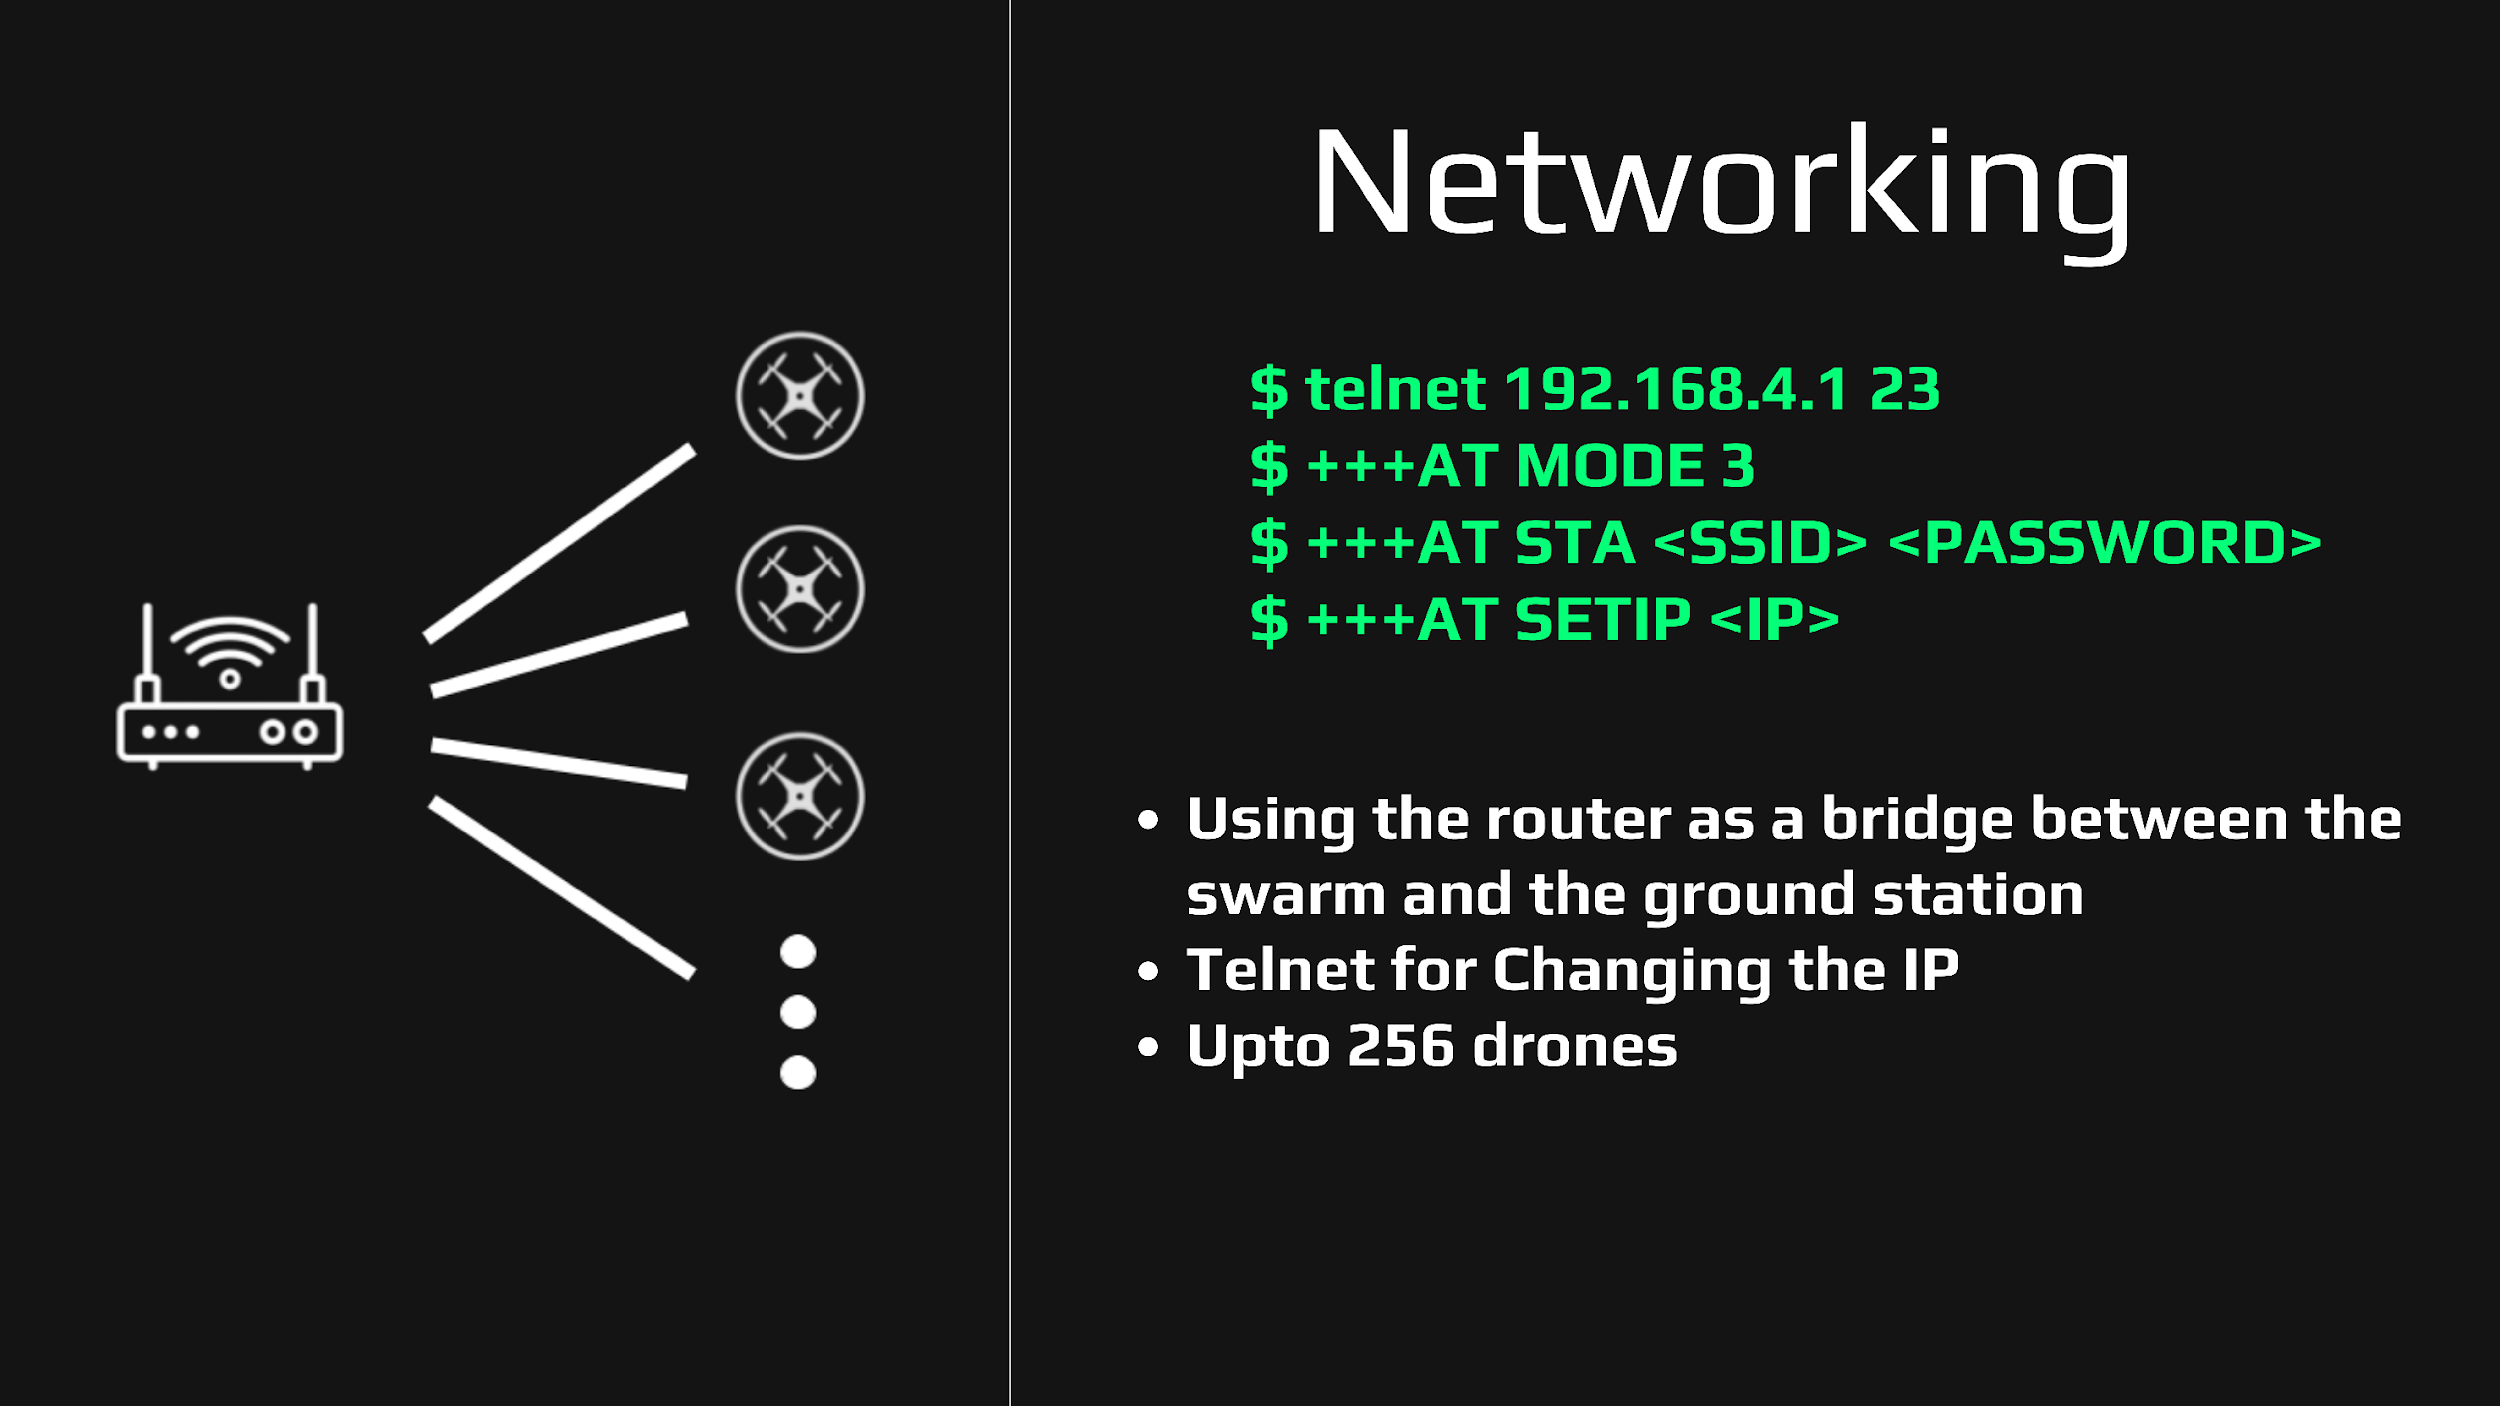 Networking
$ telnet 192.168.4.1 23
$ +++AT MODE 3
$ +++AT STA <SSID> <PASSWORD>
$ +++AT SETIP <IP>
• Using the router as a bridge between the
swarm and the ground station
• Telnet for Changing the IP
• Upto 256 drones